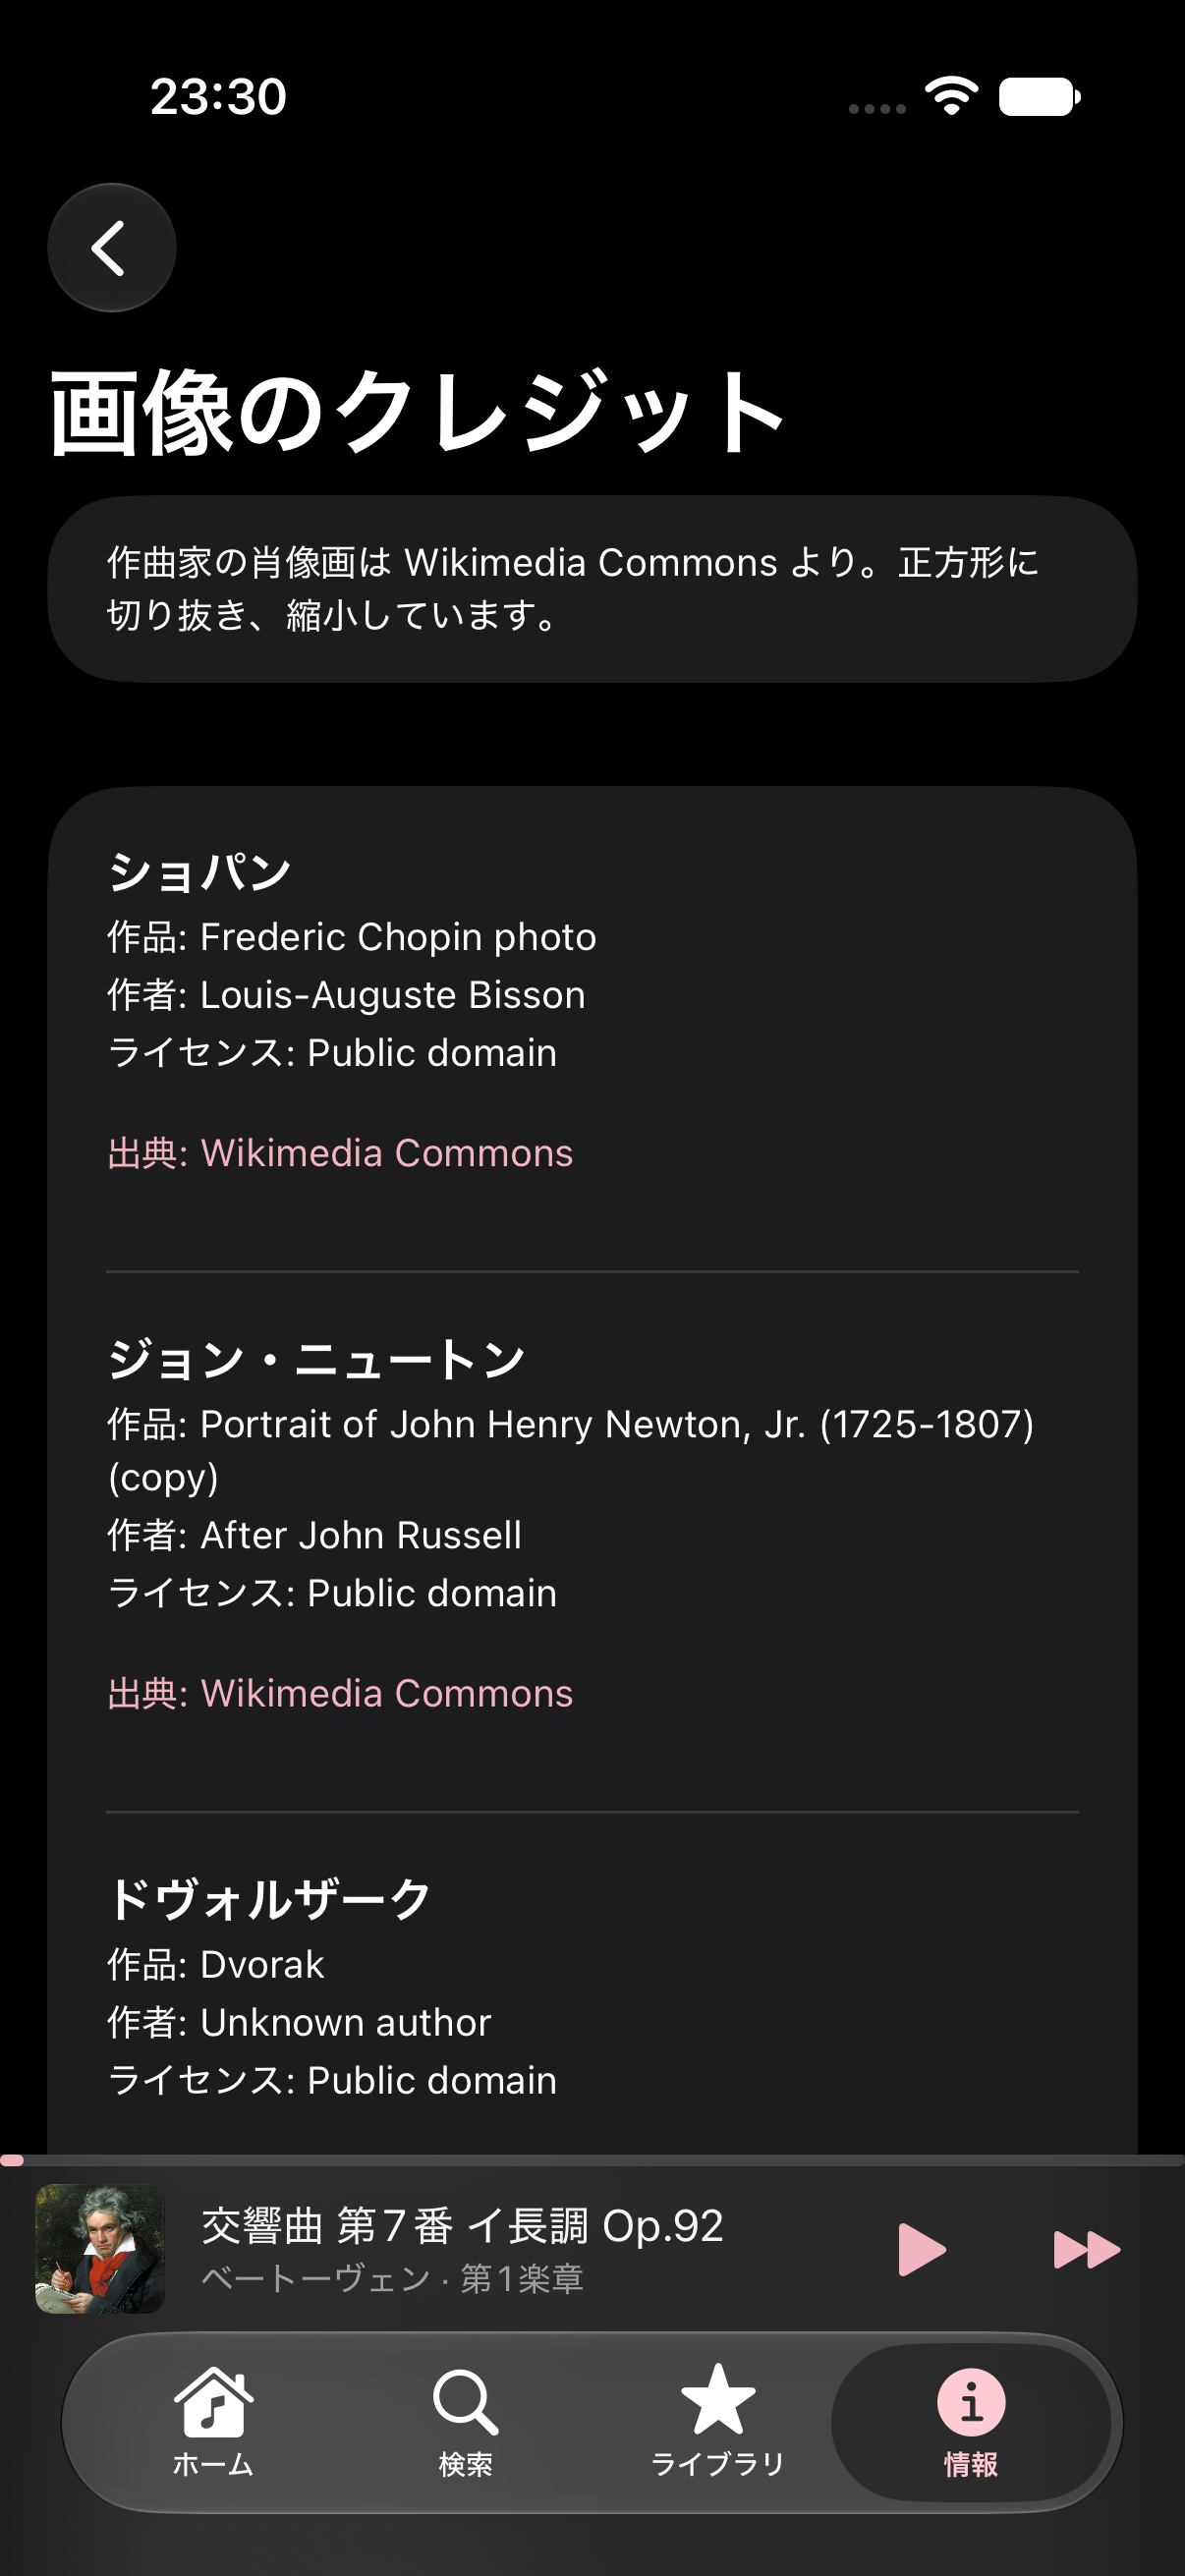 23:30
画像のクレジット
作曲家の肖像画は Wikimedia Commons より。正方形に
切り抜き、縮小しています。
ショパン
作品: Frederic Chopin photo
作者: Louis-Auguste Bisson
ライセンス: Public domain
出典: Wikimedia Commons
ジョン・ニュートン
作品: Portrait of John Henry Newton, Jr. (1725-1807)
(copy)
作者: After John Russell
ライセンス: Public domain
出典: Wikimedia Commons
ドヴォルザーク
作品: Dvorak
作者: Unknown author
ライセンス: Public domain
交響曲 第7番 イ長調 Op.92
ベートーヴェン · 第1楽章
ホーム
検索
ライブラリ
情報